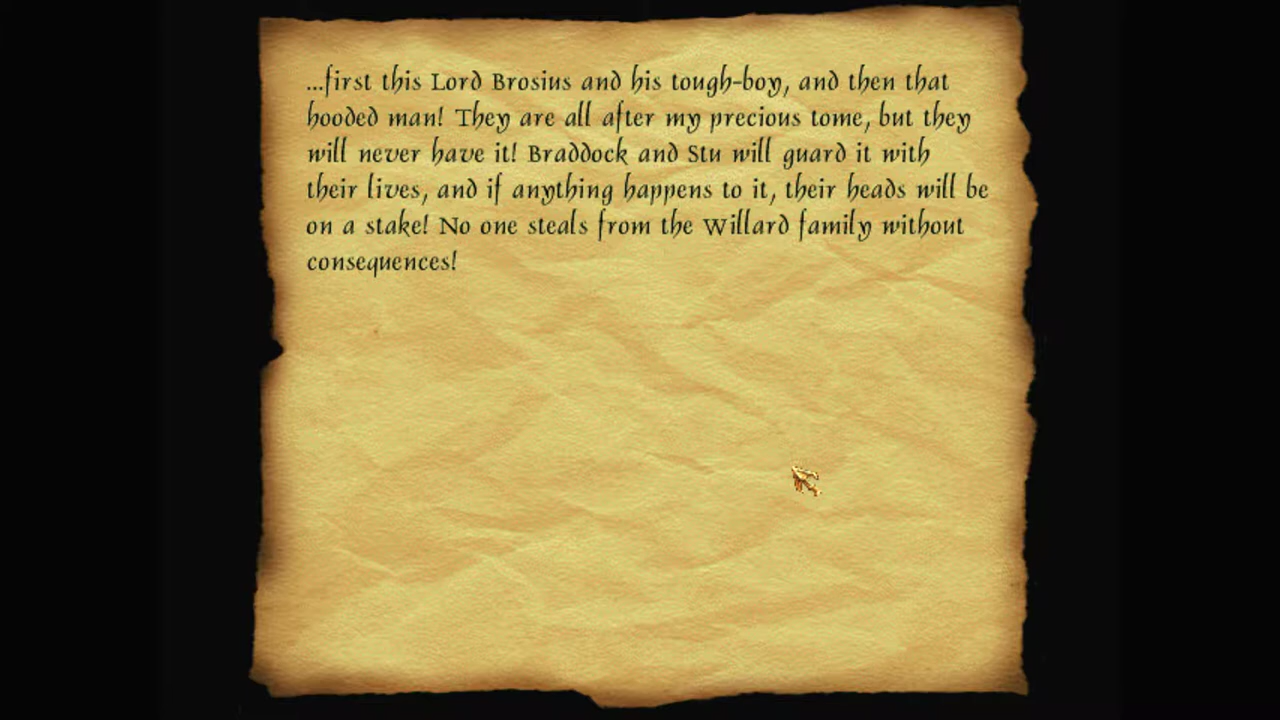 ...first this Lord Brosius and his tough-boy, and then that
hooded man! They are all after my precious tome, but they
will never have it! Braddock and Stu will guard it with
their lives, and if anything happens to it, their heads will be
on a stake! No one steals from the Willard family without
consequences!